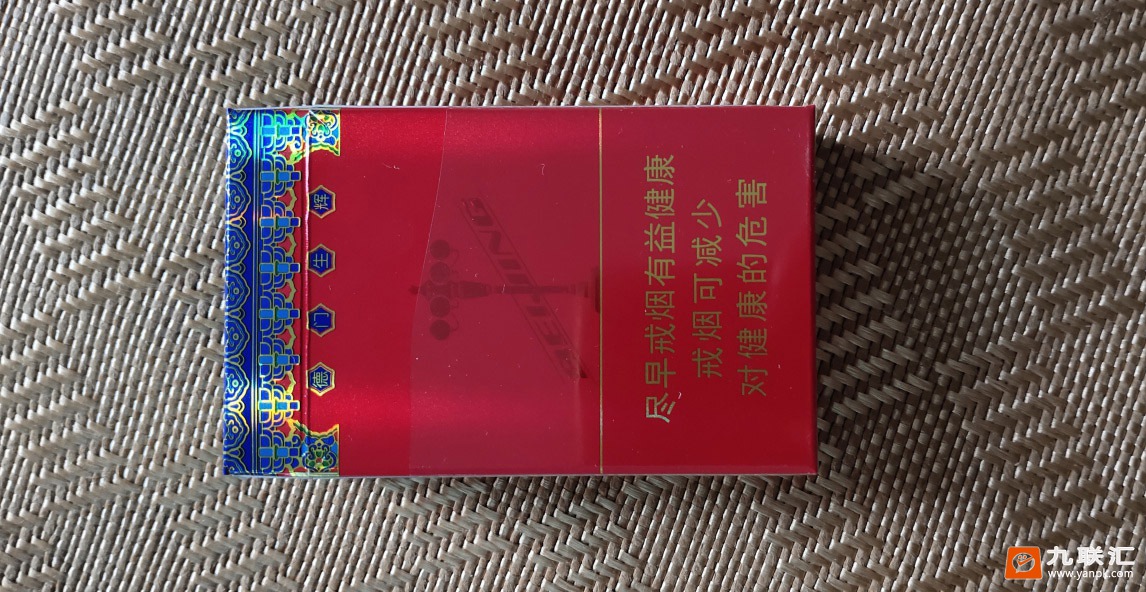 德门生辉
BEIJING
尽早戒烟有益健康
戒烟可减少
对健康的危害
九联汇
www.yanpk.com